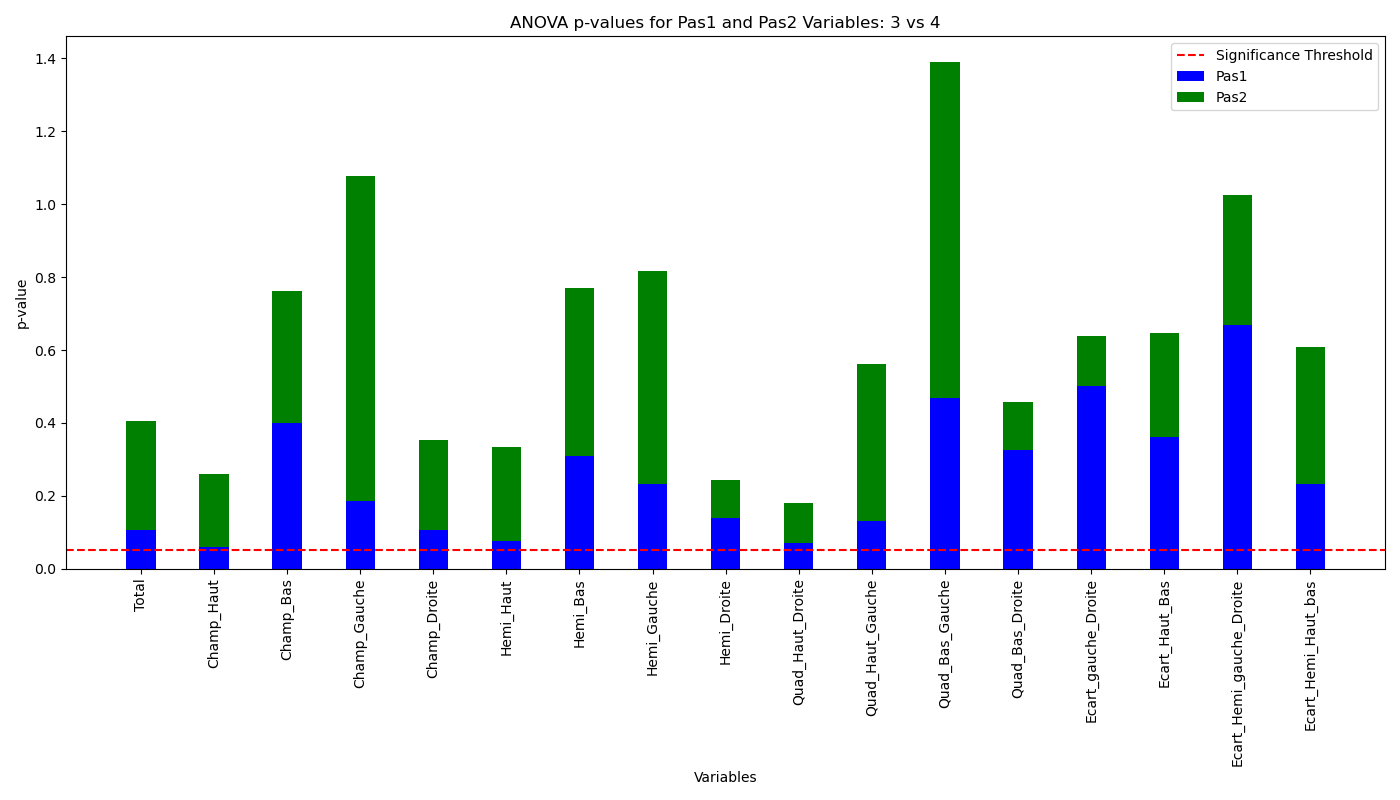 ANOVA p-values for Pas1 and Pas2 Variables: 3 vs 4
Significance Threshold
Pas1
Pas2
p-value
1.4
1.2
1.0
0.8
0.6
0.4
0.2
0.0
Total
Champ_Haut
Champ_Bas
Champ_Gauche
Champ_Droite
Hemi_Haut
Hemi_Bas
Hemi_Gauche
Hemi_Droite
Quad_Haut_Droite
Quad_Haut_Gauche
Quad_Bas_Gauche
Quad_Bas_Droite
Ecart_gauche_Droite
Ecart_Haut_Bas
Ecart_Hemi_gauche_Droite
Ecart_Hemi_Haut_bas
Variables